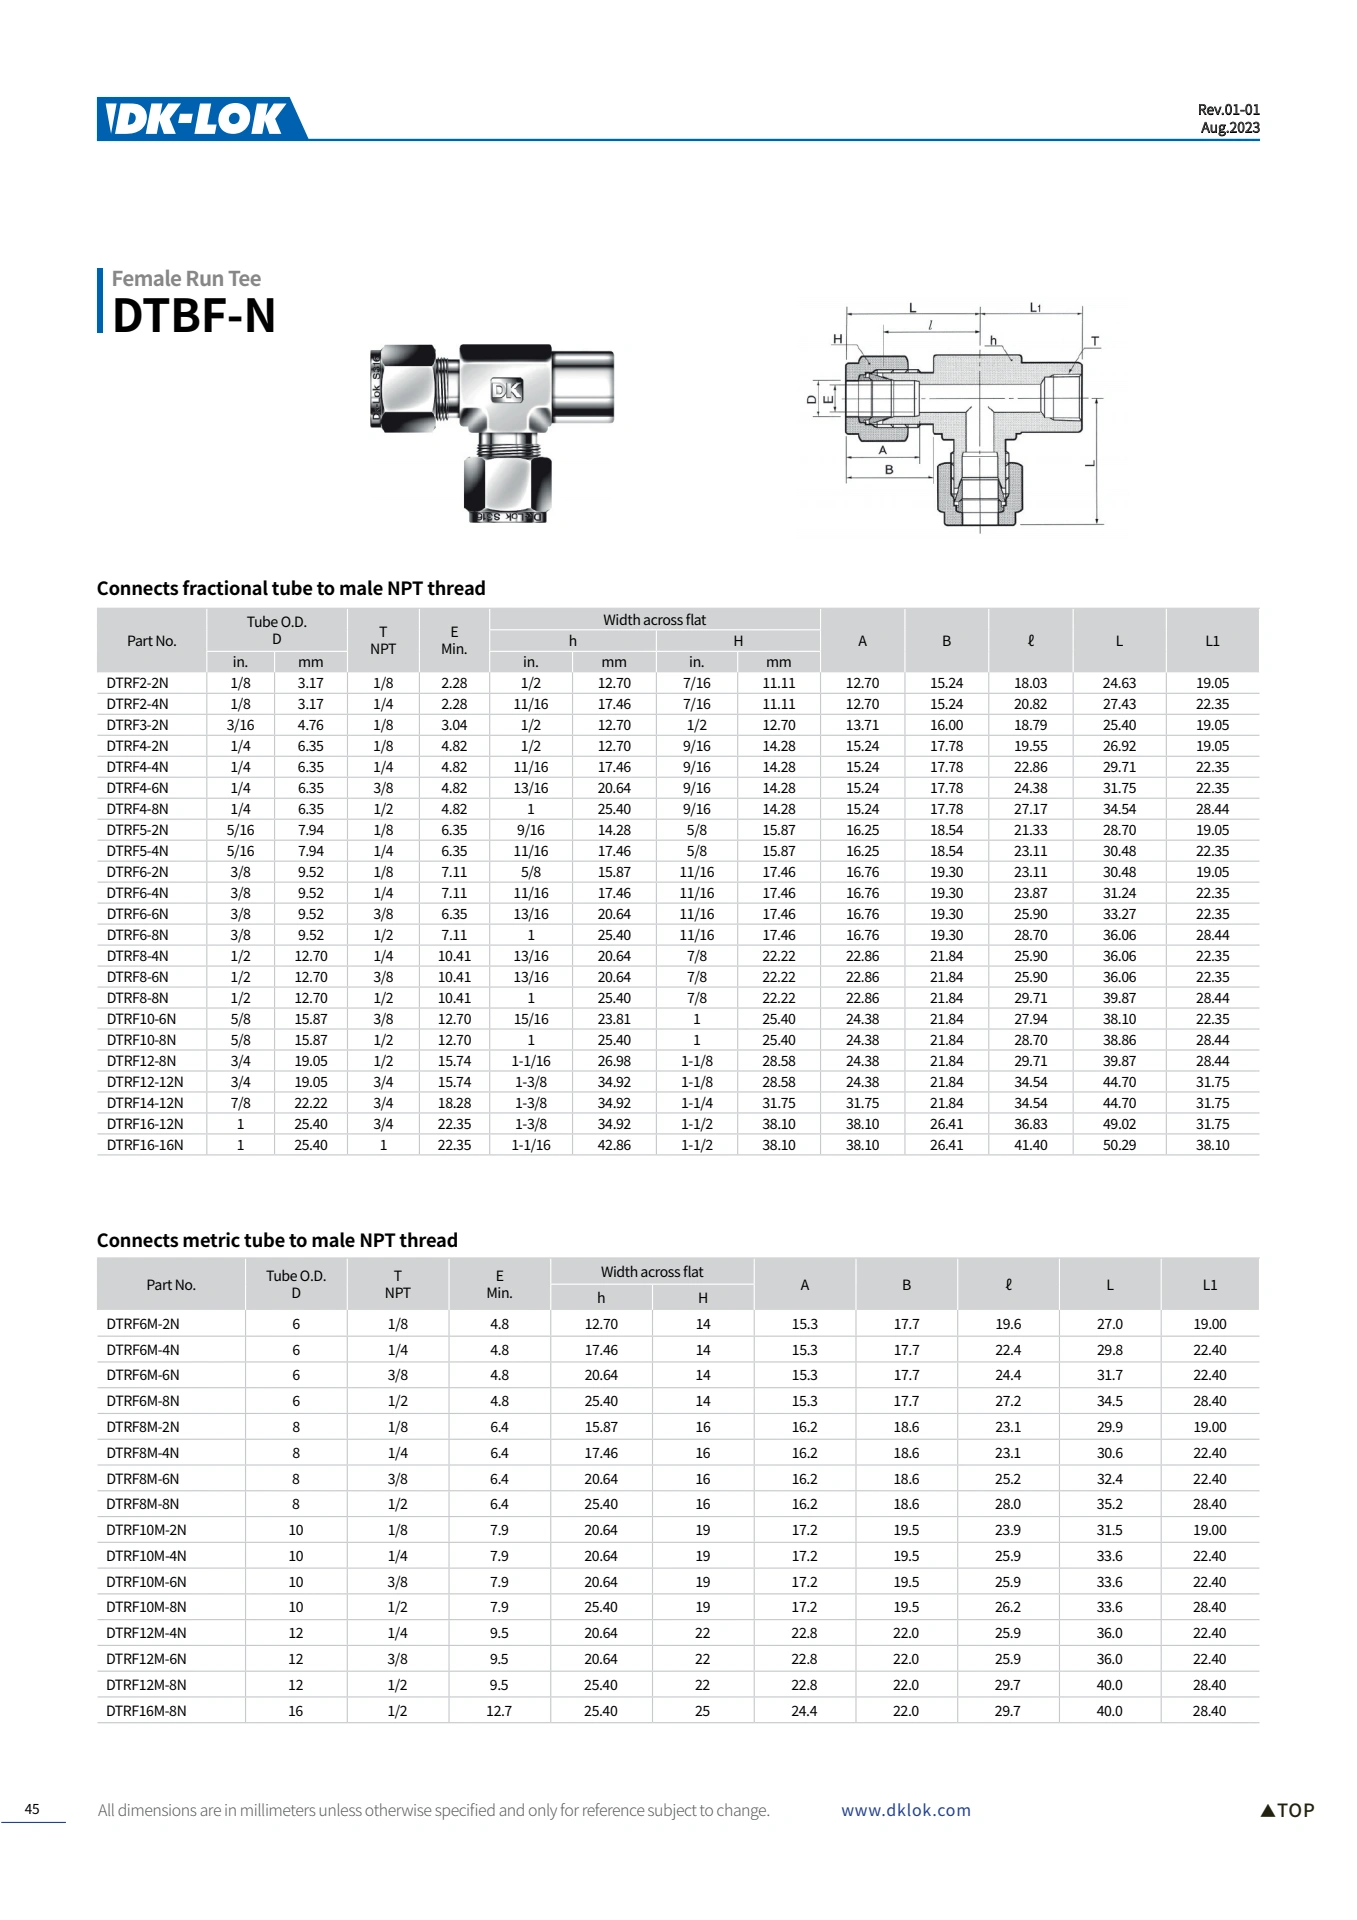 DK-LOK
Rev.01-01
Aug.2023
Female Run Tee
DTBF-N
DK-Lok S316
DK
DK-Lok S316
L L1
l
H h T
D E
A
B
L
Connects fractional tube to male NPT thread
Part No. Tube O.D. D T NPT E Min. Width across flat A B ℓ L L1
h H
in. mm in. mm in. mm
DTRF2-2N 1/8 3.17 1/8 2.28 1/2 12.70 7/16 11.11 12.70 15.24 18.03 24.63 19.05
DTRF2-4N 1/8 3.17 1/4 2.28 11/16 17.46 7/16 11.11 12.70 15.24 20.82 27.43 22.35
DTRF3-2N 3/16 4.76 1/8 3.04 1/2 12.70 1/2 12.70 13.71 16.00 18.79 25.40 19.05
DTRF4-2N 1/4 6.35 1/8 4.82 1/2 12.70 9/16 14.28 15.24 17.78 19.55 26.92 19.05
DTRF4-4N 1/4 6.35 1/4 4.82 11/16 17.46 9/16 14.28 15.24 17.78 22.86 29.71 22.35
DTRF4-6N 1/4 6.35 3/8 4.82 13/16 20.64 9/16 14.28 15.24 17.78 24.38 31.75 22.35
DTRF4-8N 1/4 6.35 1/2 4.82 1 25.40 9/16 14.28 15.24 17.78 27.17 34.54 28.44
DTRF5-2N 5/16 7.94 1/8 6.35 9/16 14.28 5/8 15.87 16.25 18.54 21.33 28.70 19.05
DTRF5-4N 5/16 7.94 1/4 6.35 11/16 17.46 5/8 15.87 16.25 18.54 23.11 30.48 22.35
DTRF6-2N 3/8 9.52 1/8 7.11 5/8 15.87 11/16 17.46 16.76 19.30 23.11 30.48 19.05
DTRF6-4N 3/8 9.52 1/4 7.11 11/16 17.46 11/16 17.46 16.76 19.30 23.87 31.24 22.35
DTRF6-6N 3/8 9.52 3/8 6.35 13/16 20.64 11/16 17.46 16.76 19.30 25.90 33.27 22.35
DTRF6-8N 3/8 9.52 1/2 7.11 1 25.40 11/16 17.46 16.76 19.30 28.70 36.06 28.44
DTRF8-4N 1/2 12.70 1/4 10.41 13/16 20.64 7/8 22.22 22.86 21.84 25.90 36.06 22.35
DTRF8-6N 1/2 12.70 3/8 10.41 13/16 20.64 7/8 22.22 22.86 21.84 25.90 36.06 22.35
DTRF8-8N 1/2 12.70 1/2 10.41 1 25.40 7/8 22.22 22.86 21.84 29.71 39.87 28.44
DTRF10-6N 5/8 15.87 3/8 12.70 15/16 23.81 1 25.40 24.38 21.84 27.94 38.10 22.35
DTRF10-8N 5/8 15.87 1/2 12.70 1 25.40 1 25.40 24.38 21.84 28.70 38.86 28.44
DTRF12-8N 3/4 19.05 1/2 15.74 1-1/16 26.98 1-1/8 28.58 24.38 21.84 29.71 39.87 28.44
DTRF12-12N 3/4 19.05 3/4 15.74 1-3/8 34.92 1-1/8 28.58 24.38 21.84 34.54 44.70 31.75
DTRF14-12N 7/8 22.22 3/4 18.28 1-3/8 34.92 1-1/4 31.75 31.75 21.84 34.54 44.70 31.75
DTRF16-12N 1 25.40 3/4 22.35 1-3/8 34.92 1-1/2 38.10 38.10 26.41 36.83 49.02 31.75
DTRF16-16N 1 25.40 1 22.35 1-1/16 42.86 1-1/2 38.10 38.10 26.41 41.40 50.29 38.10
Connects metric tube to male NPT thread
Part No. Tube O.D. D T NPT E Min. Width across flat A B ℓ L L1
h H
DTRF6M-2N 6 1/8 4.8 12.70 14 15.3 17.7 19.6 27.0 19.00
DTRF6M-4N 6 1/4 4.8 17.46 14 15.3 17.7 22.4 29.8 22.40
DTRF6M-6N 6 3/8 4.8 20.64 14 15.3 17.7 24.4 31.7 22.40
DTRF6M-8N 6 1/2 4.8 25.40 14 15.3 17.7 27.2 34.5 28.40
DTRF8M-2N 8 1/8 6.4 15.87 16 16.2 18.6 23.1 29.9 19.00
DTRF8M-4N 8 1/4 6.4 17.46 16 16.2 18.6 23.1 30.6 22.40
DTRF8M-6N 8 3/8 6.4 20.64 16 16.2 18.6 25.2 32.4 22.40
DTRF8M-8N 8 1/2 6.4 25.40 16 16.2 18.6 28.0 35.2 28.40
DTRF10M-2N 10 1/8 7.9 20.64 19 17.2 19.5 23.9 31.5 19.00
DTRF10M-4N 10 1/4 7.9 20.64 19 17.2 19.5 25.9 33.6 22.40
DTRF10M-6N 10 3/8 7.9 20.64 19 17.2 19.5 25.9 33.6 22.40
DTRF10M-8N 10 1/2 7.9 25.40 19 17.2 19.5 26.2 33.6 28.40
DTRF12M-4N 12 1/4 9.5 20.64 22 22.8 22.0 25.9 36.0 22.40
DTRF12M-6N 12 3/8 9.5 20.64 22 22.8 22.0 25.9 36.0 22.40
DTRF12M-8N 12 1/2 9.5 25.40 22 22.8 22.0 29.7 40.0 28.40
DTRF16M-8N 16 1/2 12.7 25.40 25 24.4 22.0 29.7 40.0 28.40
45 All dimensions are in millimeters unless otherwise specified and only for reference subject to change. www.dklok.com ▲TOP